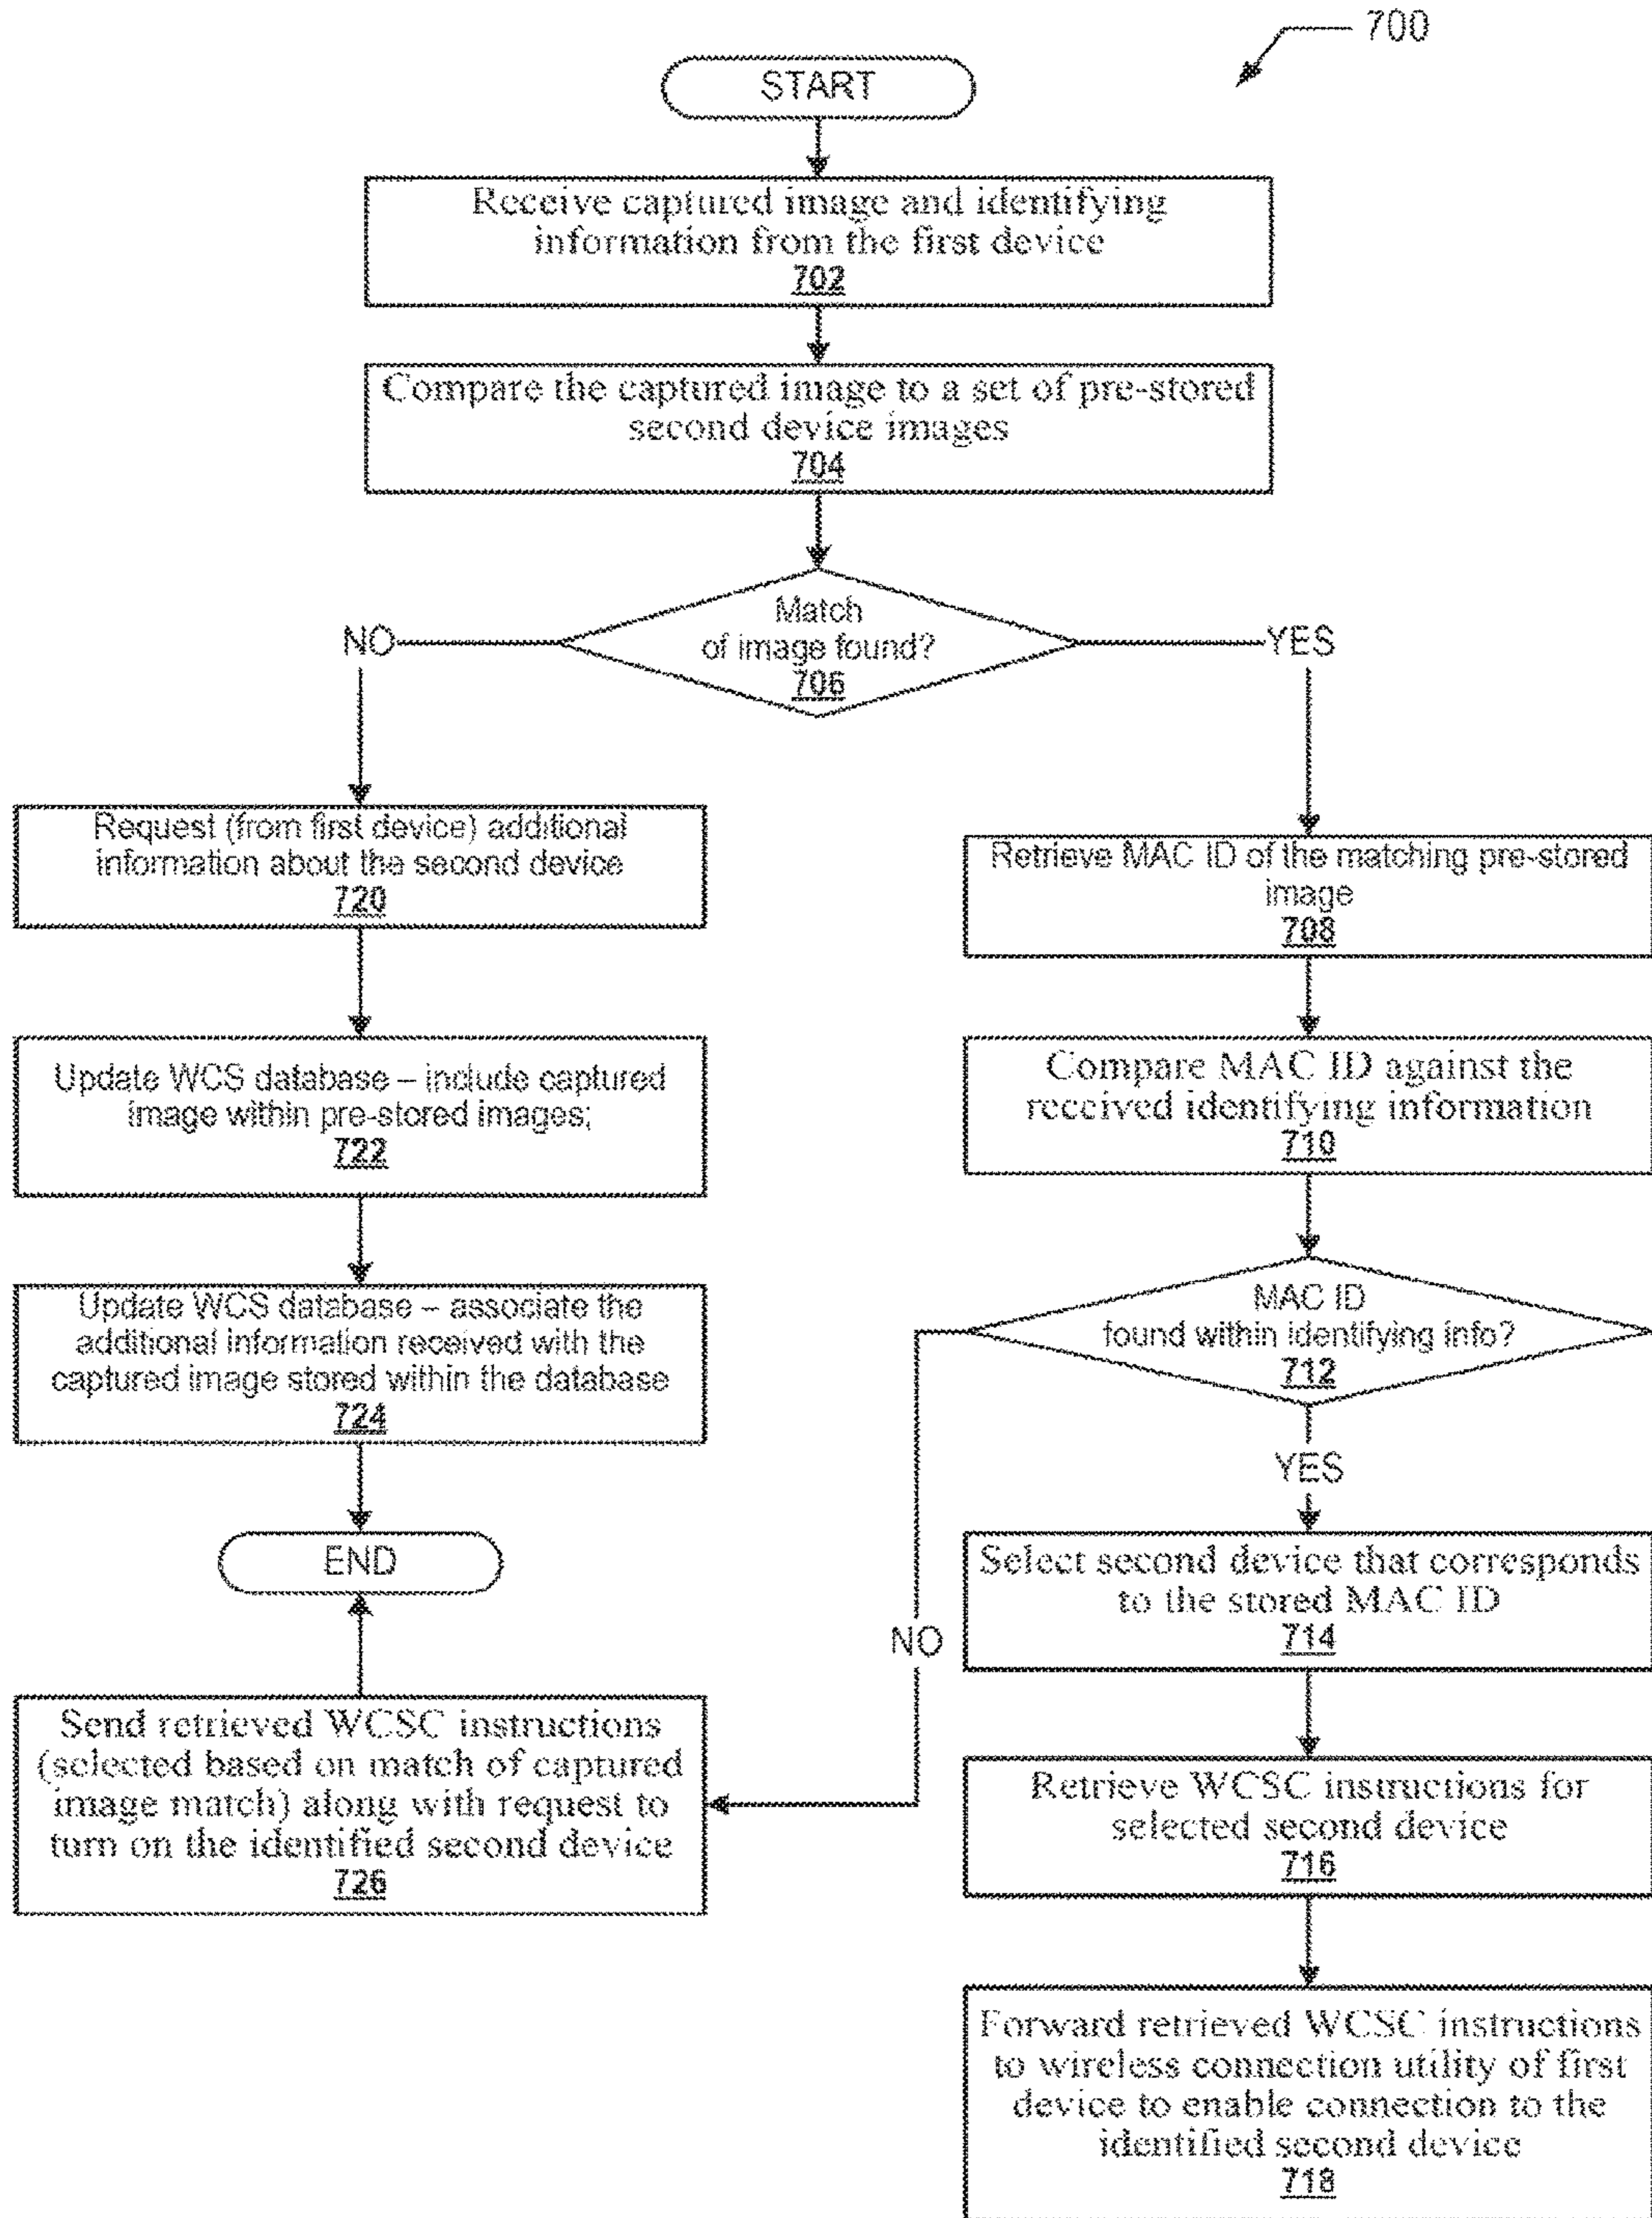 700
START
Receive captured image and identifying
information from the first device
702
Compare the captured image to a set of pre-stored
second device images
704
Match
of image found?
706
NO
YES
Request (from first device) additional
information about the second device
720
Update WCS database – include captured
image within pre-stored images;
722
Update WCS database – associate the
additional information received with the
captured image stored within the database
724
END
Send retrieved WCSC instructions
(selected based on match of captured
image match) along with request to
turn on the identified second device
726
Retrieve MAC ID of the matching pre-stored
image
708
Compare MAC ID against the
received identifying information
710
MAC ID
found within identifying info?
712
YES
NO
Select second device that corresponds
to the stored MAC ID
714
Retrieve WCSC instructions for
selected second device
716
Forward retrieved WCSC instructions
to wireless connection utility of first
device to enable connection to the
identified second device
718